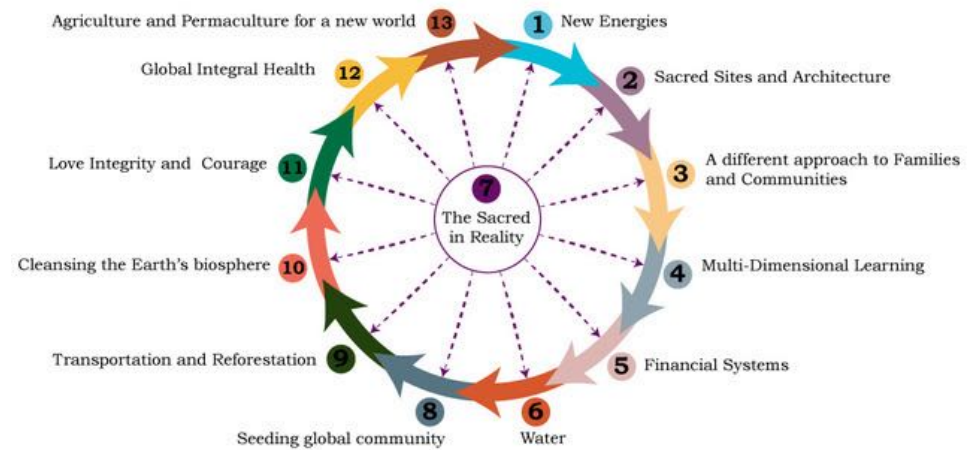 1 New Energies
2 Sacred Sites and Architecture
3 A different approach to Families
and Communities
4 Multi-Dimensional Learning
5 Financial Systems
6
Water
7
The Sacred
in Reality
8
Seeding global community
Transportation and Reforestation 9
Cleansing the Earth's biosphere 10
Love Integrity and Courage 11
Global Integral Health 12
Agriculture and Permaculture for a new world 13